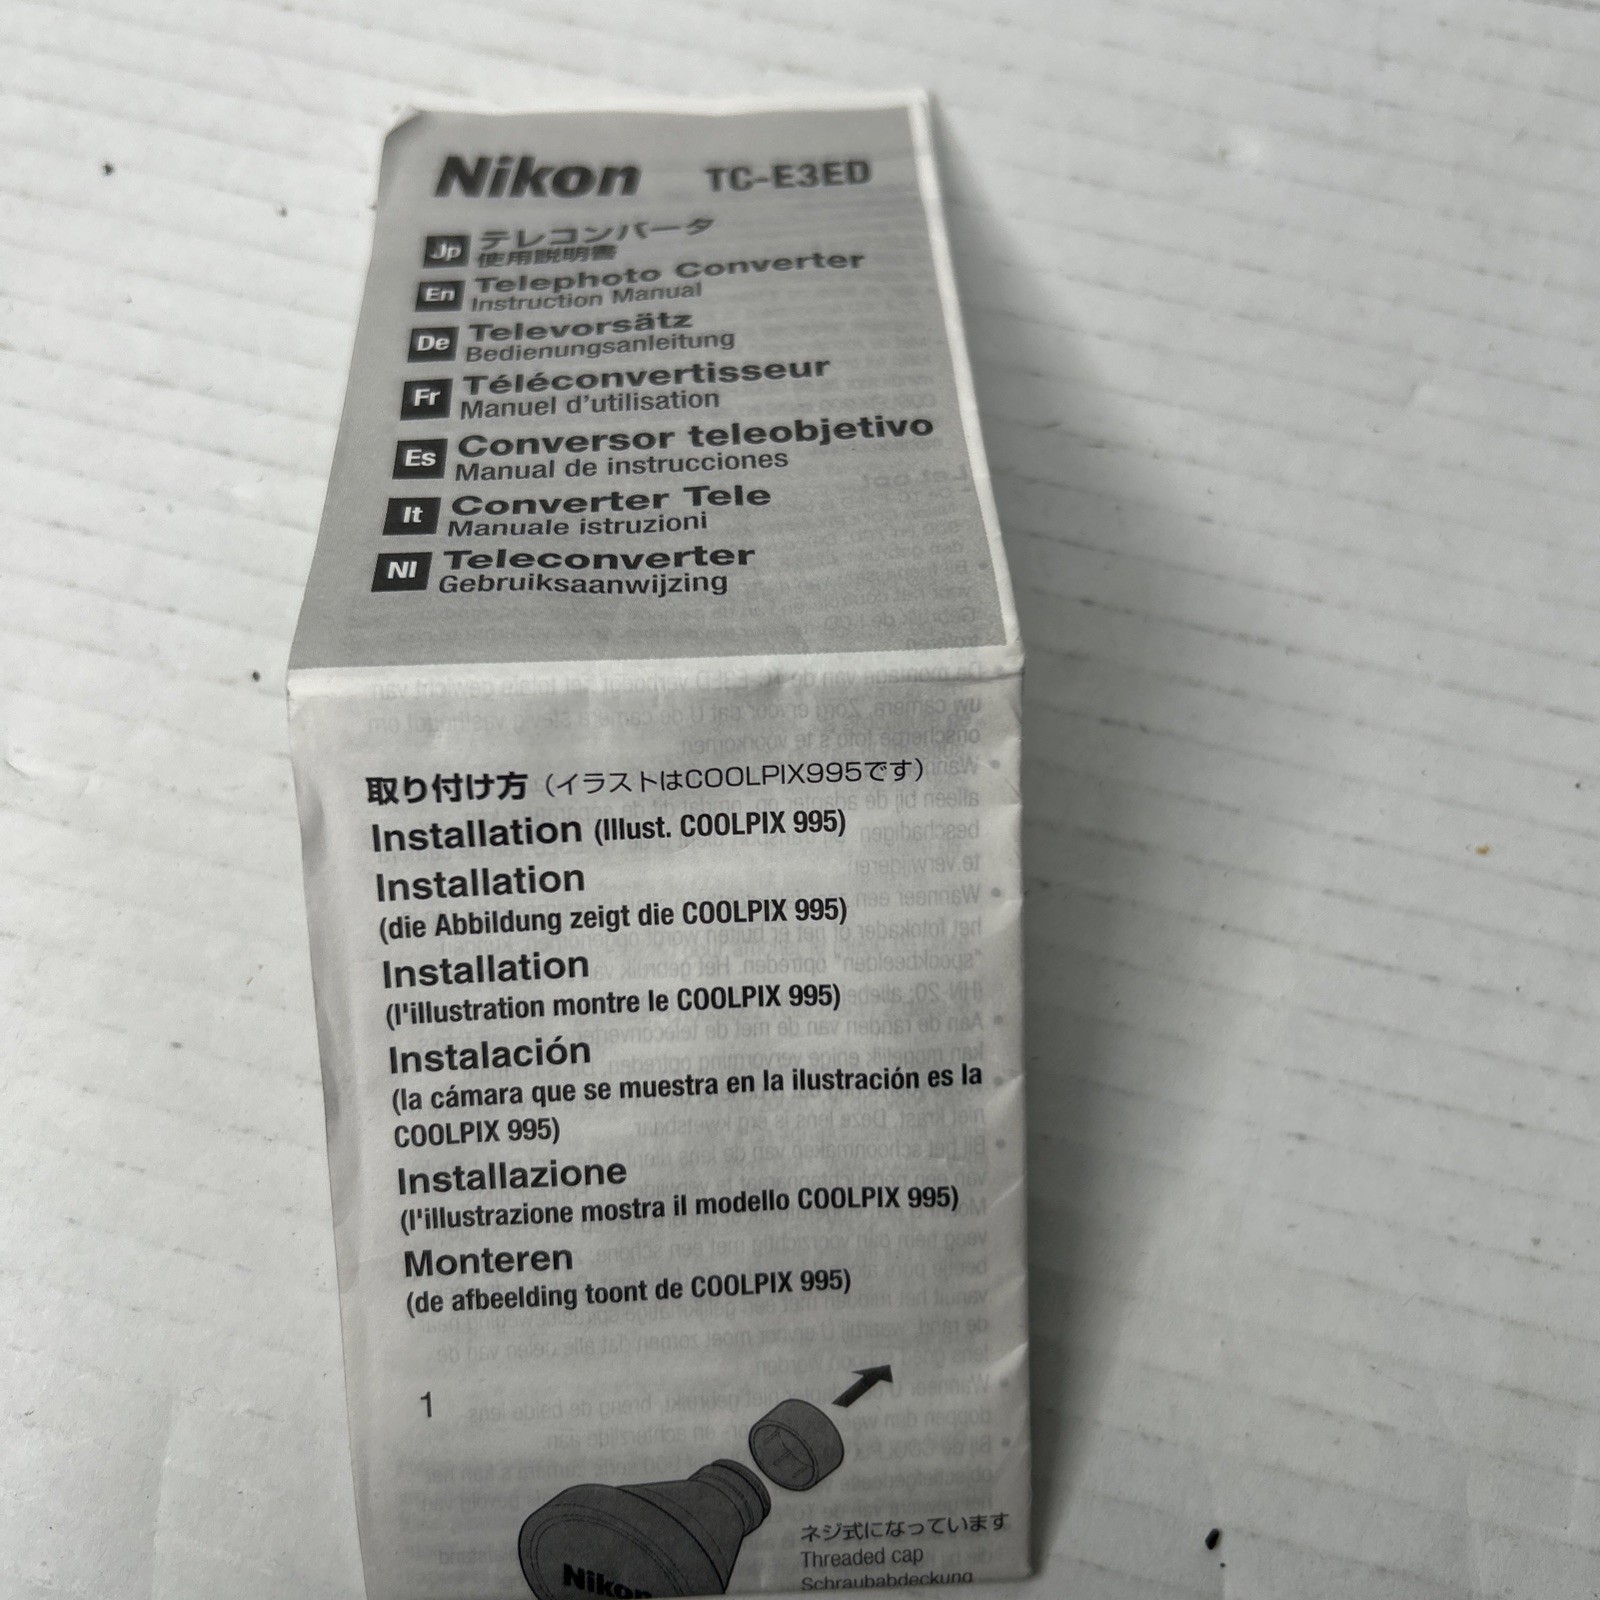 Nikon TC-E3ED
Jp テレコンバータ
使用説明書
En Telephoto Converter
Instruction Manual
De Televorsätz
Bedienungsanleitung
Fr Téléconvertisseur
Manuel d'utilisation
Es Conversor teleobjetivo
Manual de instrucciones
It Converter Tele
Manuale istruzioni
Nl Teleconverter
Gebruiksaanwijzing
取り付け方（イラストはCOOLPIX995です）
Installation (Illust. COOLPIX 995)
Installation
(die Abbildung zeigt die COOLPIX 995)
Installation
(l'illustration montre le COOLPIX 995)
Instalación
(la cámara que se muestra en la ilustración es la
COOLPIX 995)
Installazione
(l'illustrazione mostra il modello COOLPIX 995)
Monteren
(de afbeelding toont de COOLPIX 995)
1
ネジ式になっています
Threaded cap
Schraubabdeckung
Nikon